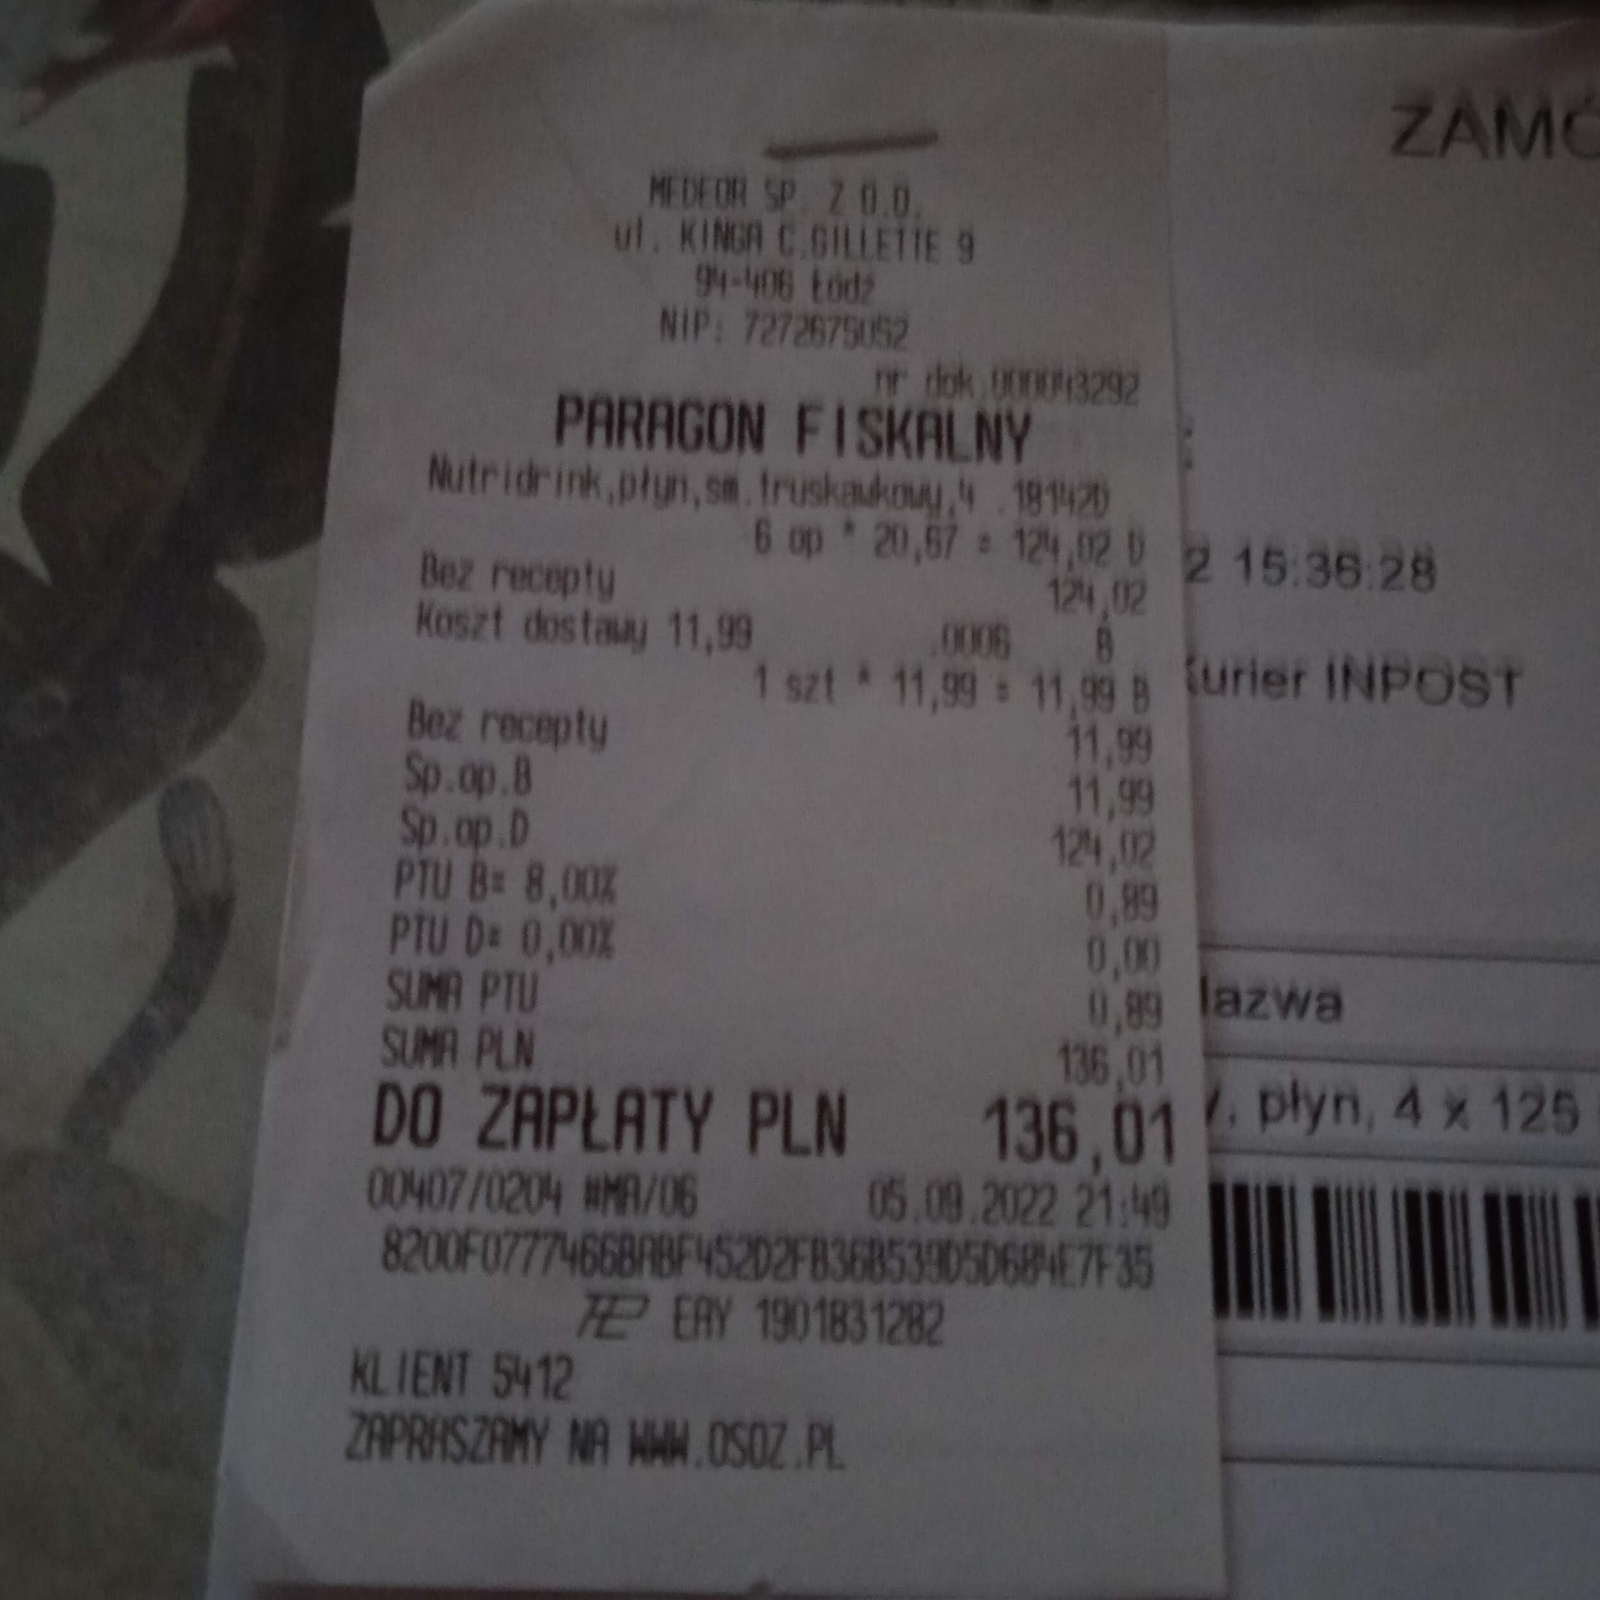 MEDEOR SP. Z O.O.
ul. KINGA C.GILLETTE 9
94-406 Łódź
NIP: 7272675052
nr dok.000043292
PARAGON FISKALNY
Nutridrink,płyn,sm.truskawkowy,4 .18142D
6 op * 20,67 = 124,02 D
Bez recepty 124,02
Koszt dostawy 11,99 .0006 B
1 szt * 11,99 = 11,99 B
Bez recepty 11,99
Sp.op.B 11,99
Sp.op.D 124,02
PTU B= 8,00% 0,89
PTU D= 0,00% 0,00
SUMA PTU 0,89
SUMA PLN 136,01
DO ZAPŁATY PLN 136,01
00407/0204 #MA/06 05.09.2022 21:49
8200F0777466BABF452D2FB36B539D5D684E7F35
EAY 1901831282
KLIENT 5412
ZAPRASZAMY NA WWW.OSOZ.PL
ZAMÓ
2 15:36:28
Kurier INPOST
Nazwa
, płyn, 4 x 125